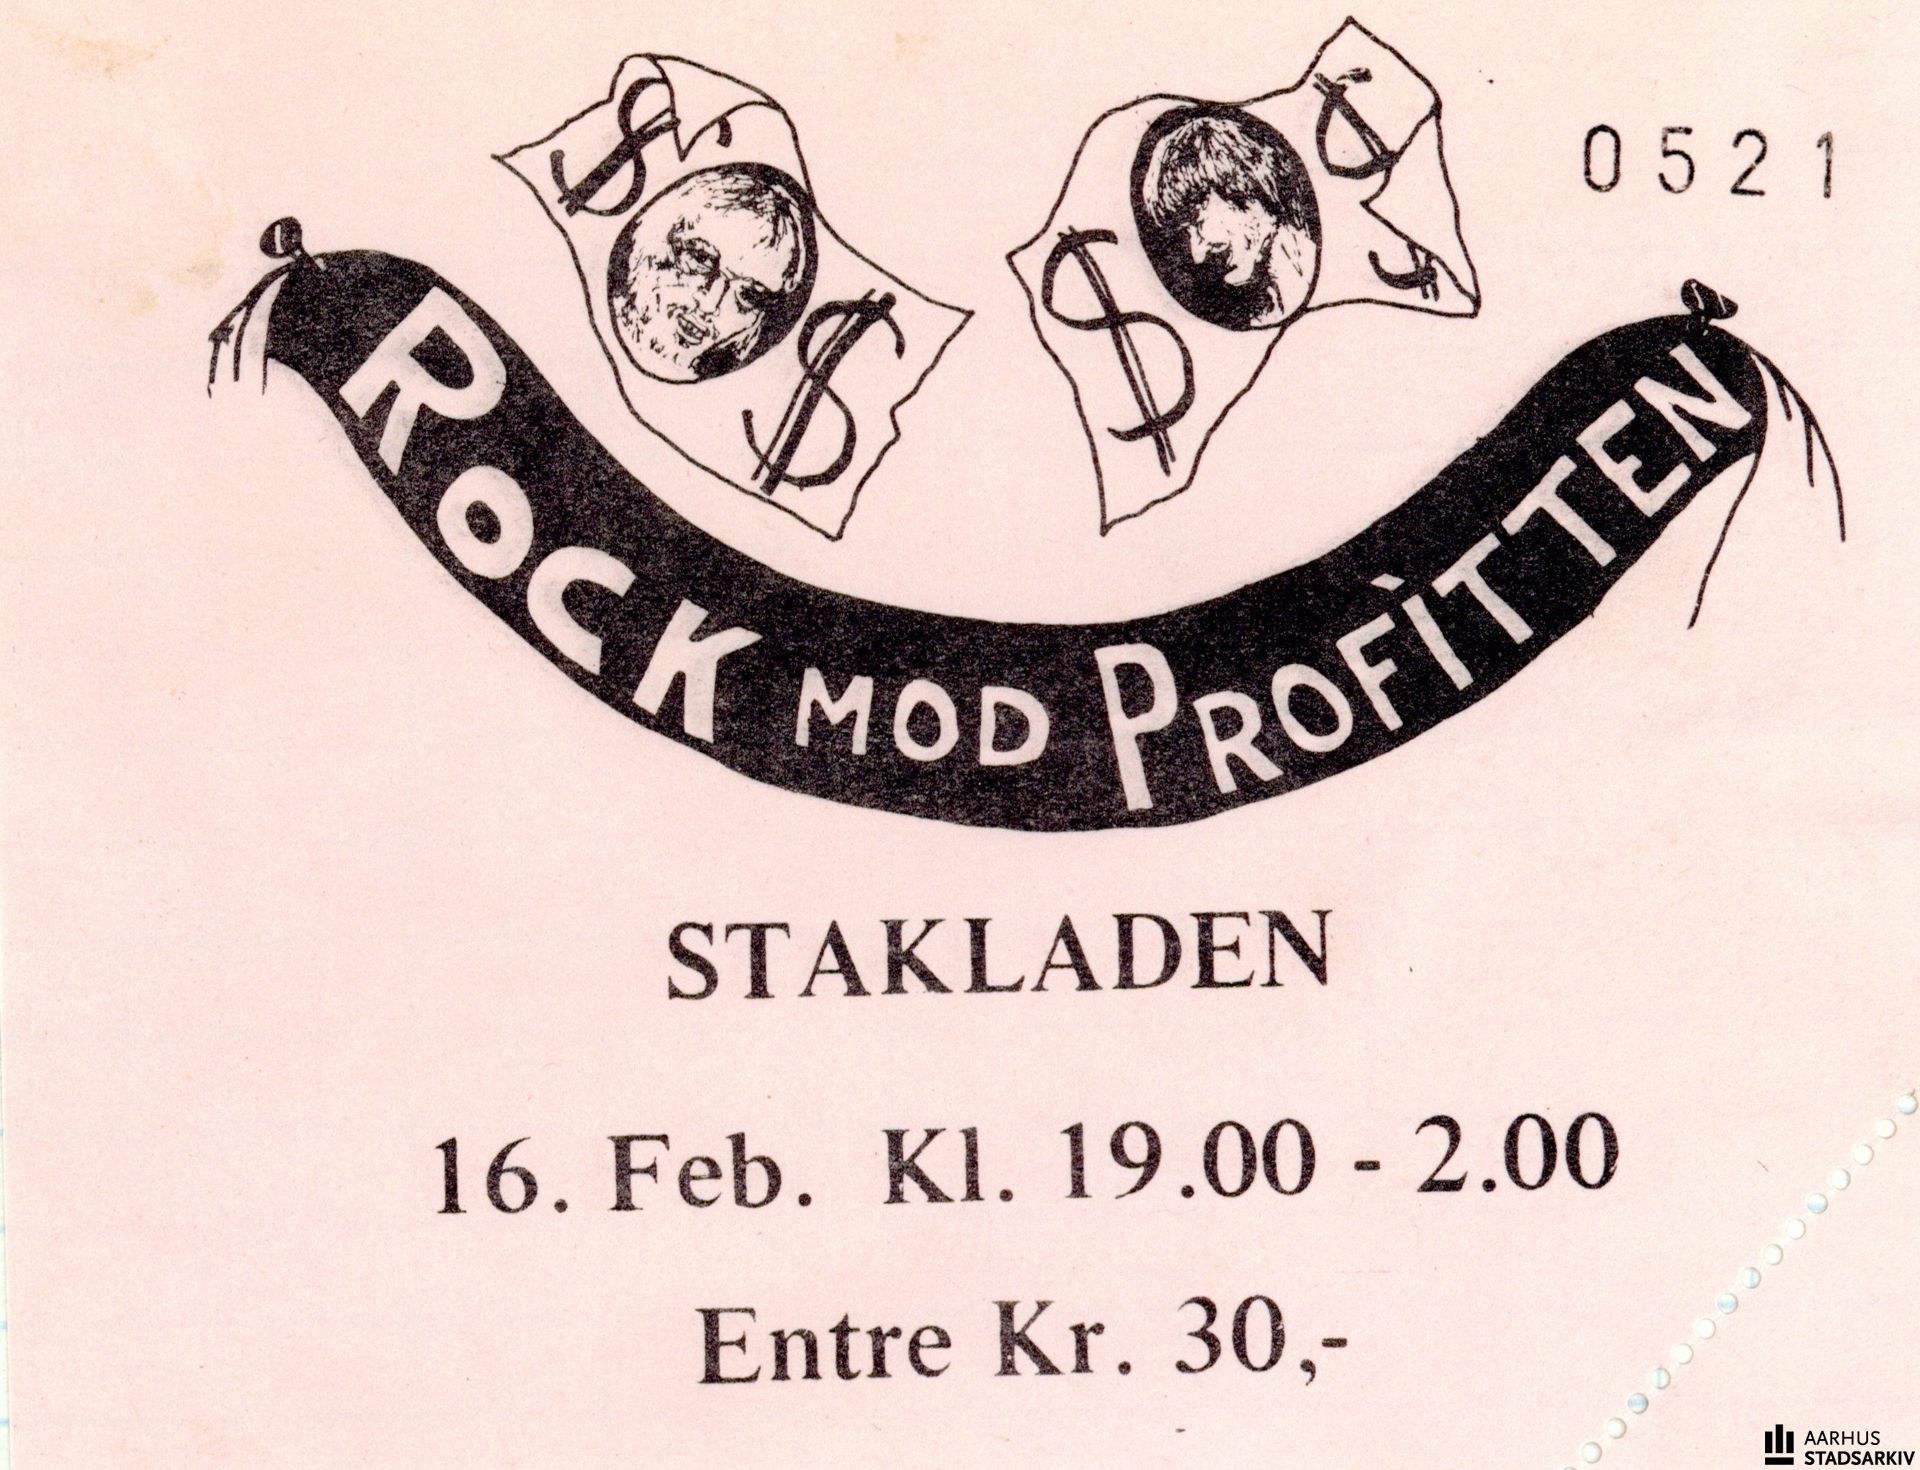 0521
ROCK MOD PROFITTEN
STAKLADEN
16. Feb. Kl. 19.00 - 2.00
Entre Kr. 30,-
AARHUS
STADSARKIV